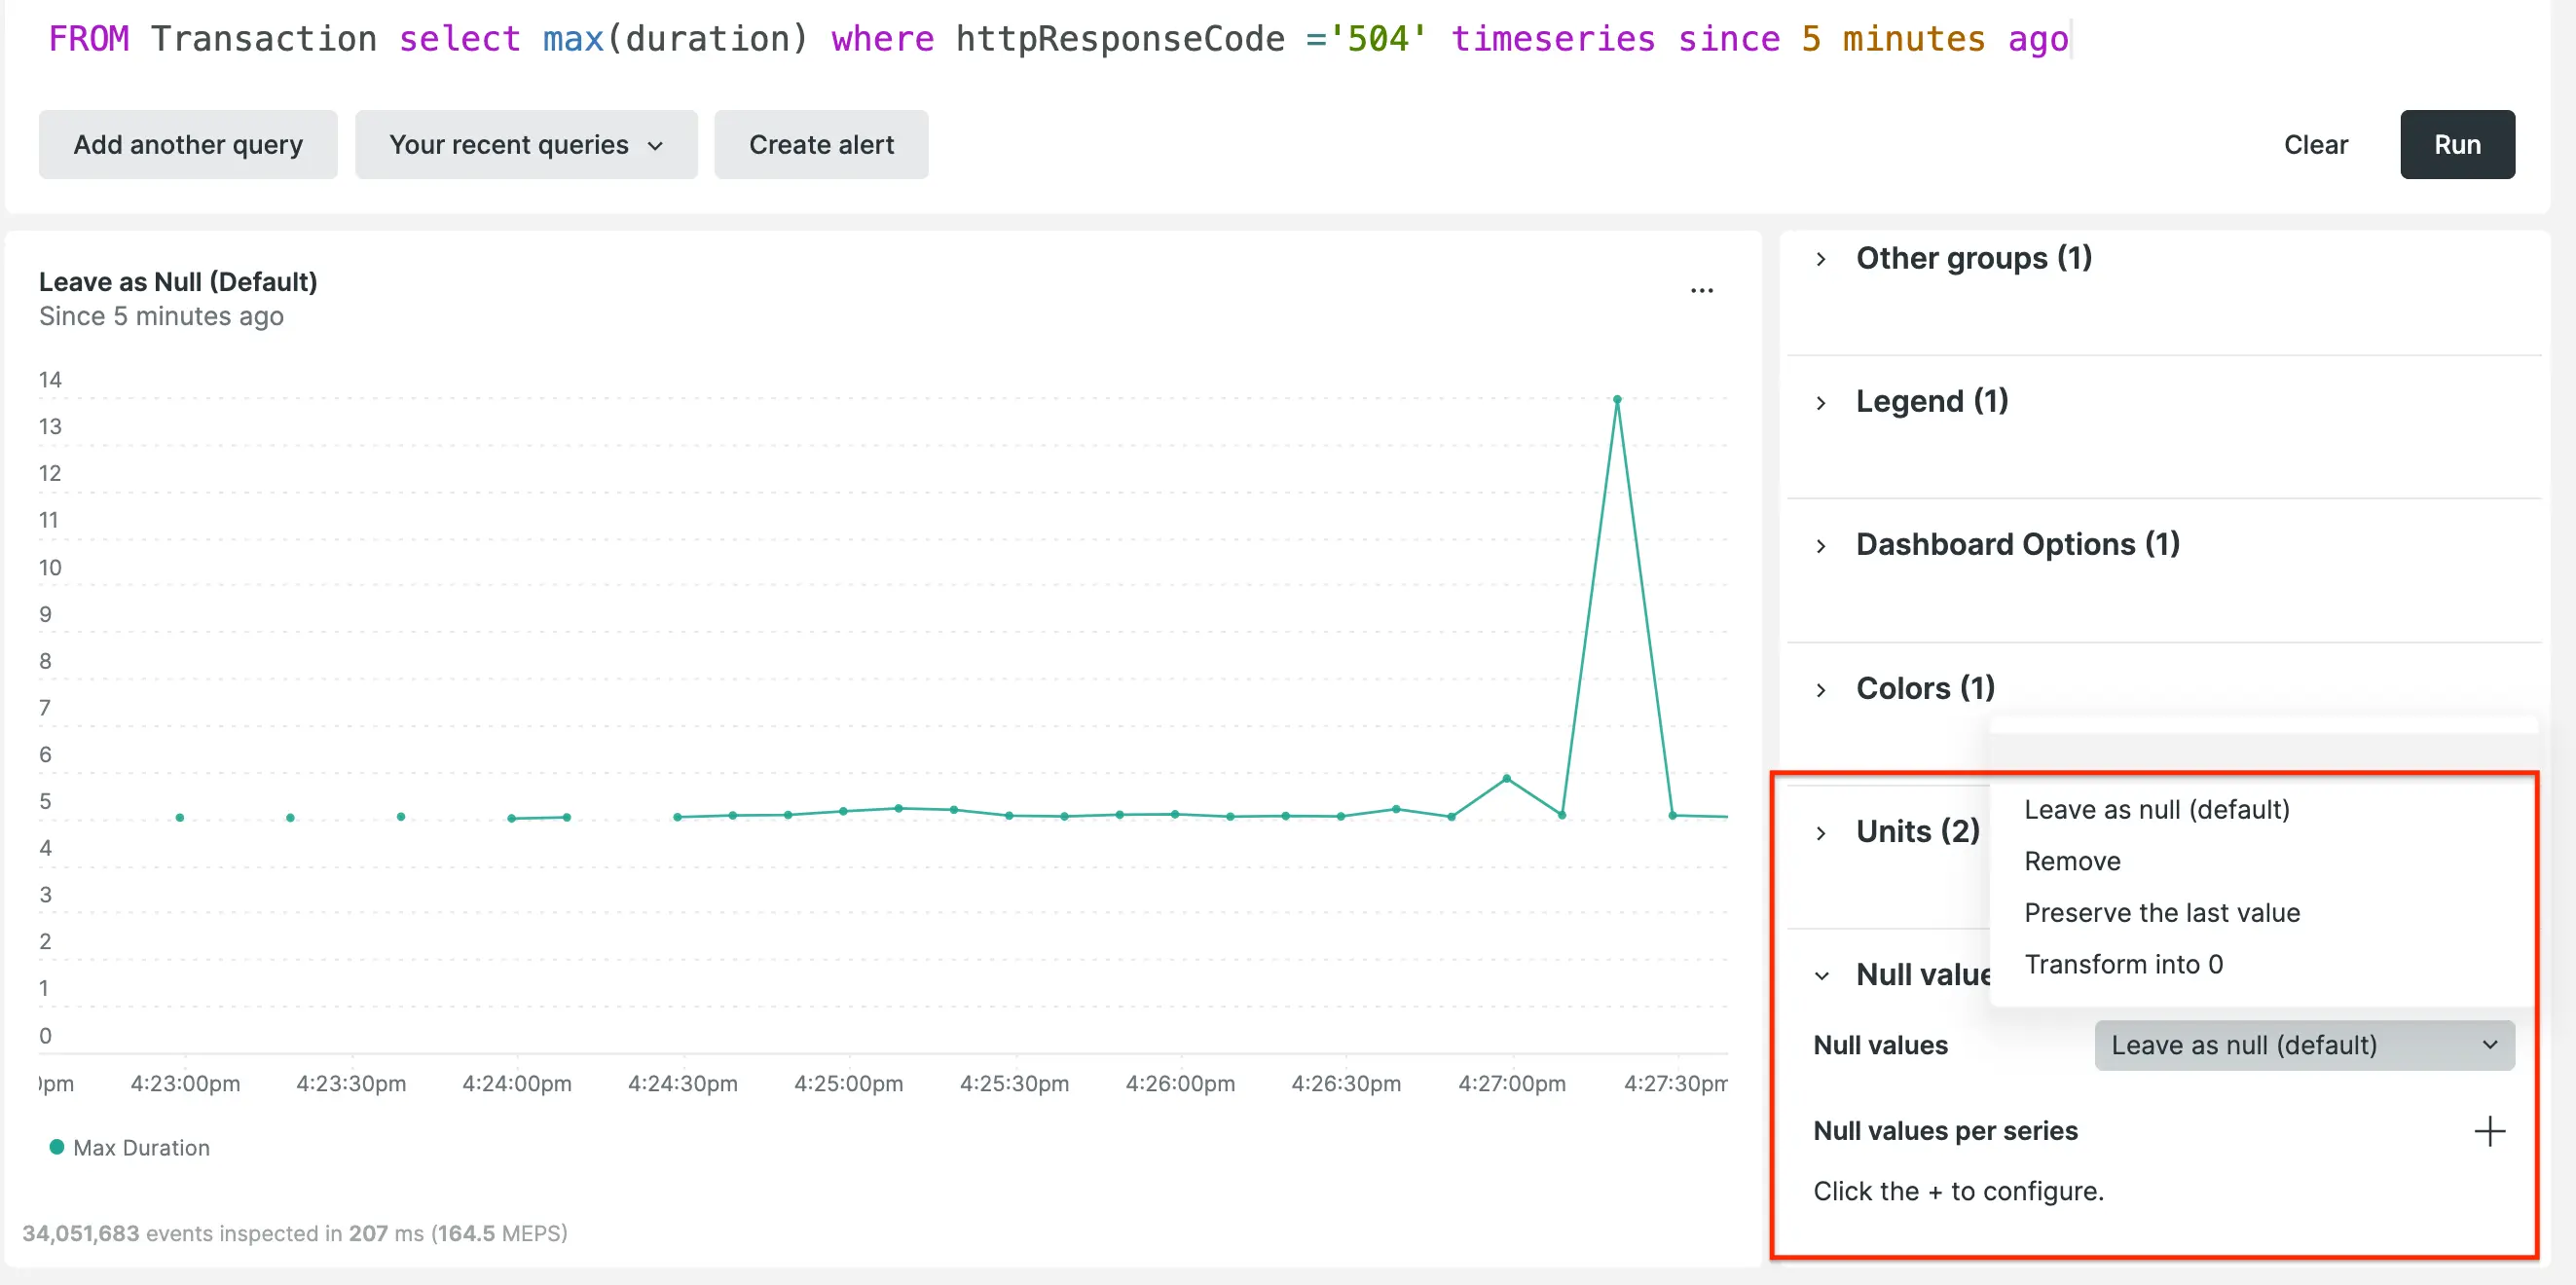 FROM Transaction select max(duration) where httpResponseCode ='504' timeseries since 5 minutes ago
Add another query
Your recent queries
Create alert
Clear
Run
Leave as Null (Default)
Since 5 minutes ago
...
14
13
12
11
10
9
8
7
6
5
4
3
2
1
0
pm 4:23:00pm 4:23:30pm 4:24:00pm 4:24:30pm 4:25:00pm 4:25:30pm 4:26:00pm 4:26:30pm 4:27:00pm 4:27:30pm
Max Duration
34,051,683 events inspected in 207 ms (164.5 MEPS)
Other groups (1)
Legend (1)
Dashboard Options (1)
Colors (1)
Units (2)
Leave as null (default)
Remove
Preserve the last value
Transform into 0
Null value
Null values
Leave as null (default)
Null values per series
Click the + to configure.